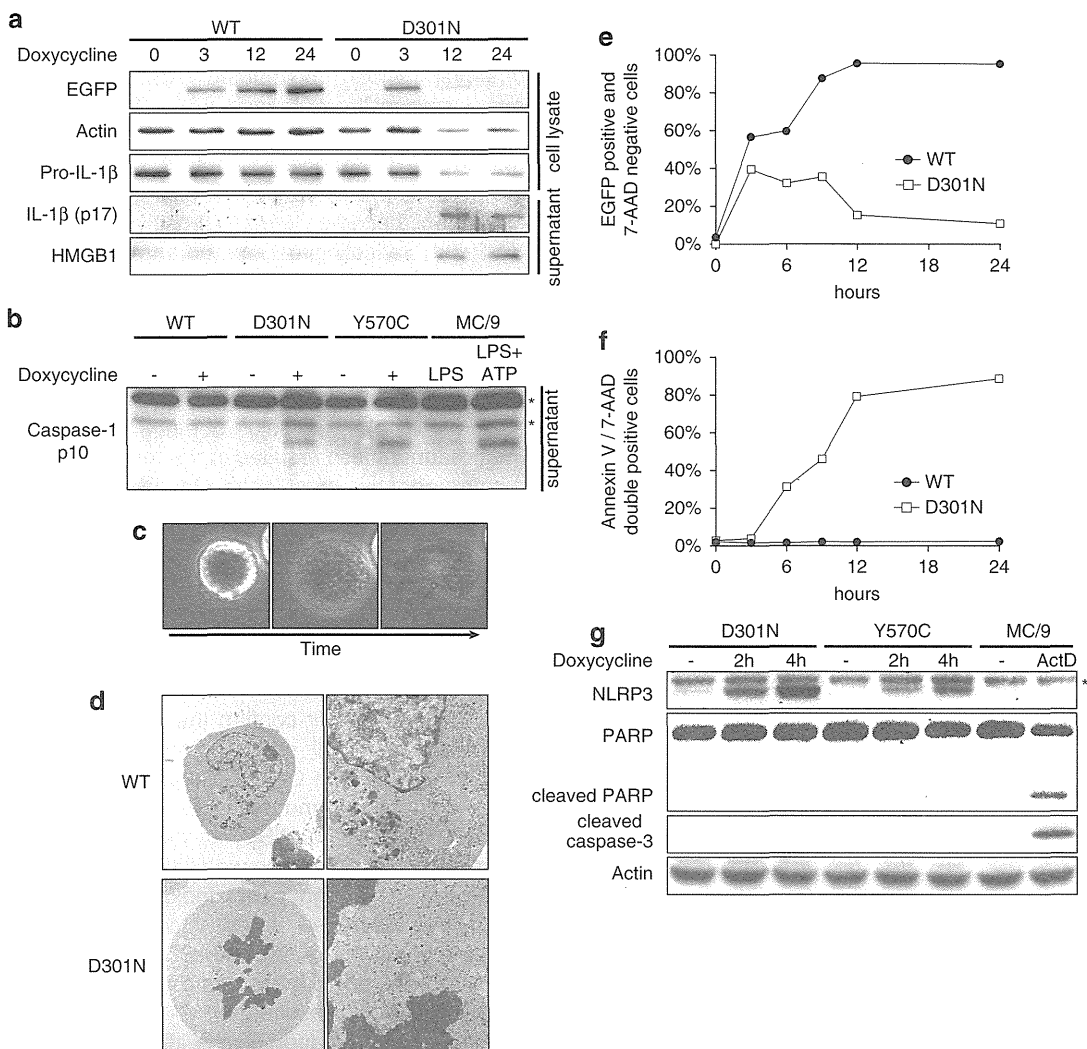 a
WT D301N
Doxycycline 0 3 12 24 0 3 12 24
EGFP
Actin
Pro-IL-1β
cell lysate
IL-1β (p17)
HMGB1
supernatant
b
WT D301N Y570C MC/9
Doxycycline - + - + - + LPS LPS+ ATP
Caspase-1
p10
*
*
supernatant
c
Time
d
WT
D301N
e
EGFP positive and
7-AAD negative cells
100%
80%
60%
40%
20%
0%
WT
D301N
0 6 12 18 24
hours
f
Annexin V / 7-AAD
double positive cells
100%
80%
60%
40%
20%
0%
WT
D301N
0 6 12 18 24
hours
g
D301N Y570C MC/9
Doxycycline - 2h 4h - 2h 4h - ActD
NLRP3
*
PARP
cleaved PARP
cleaved
caspase-3
Actin